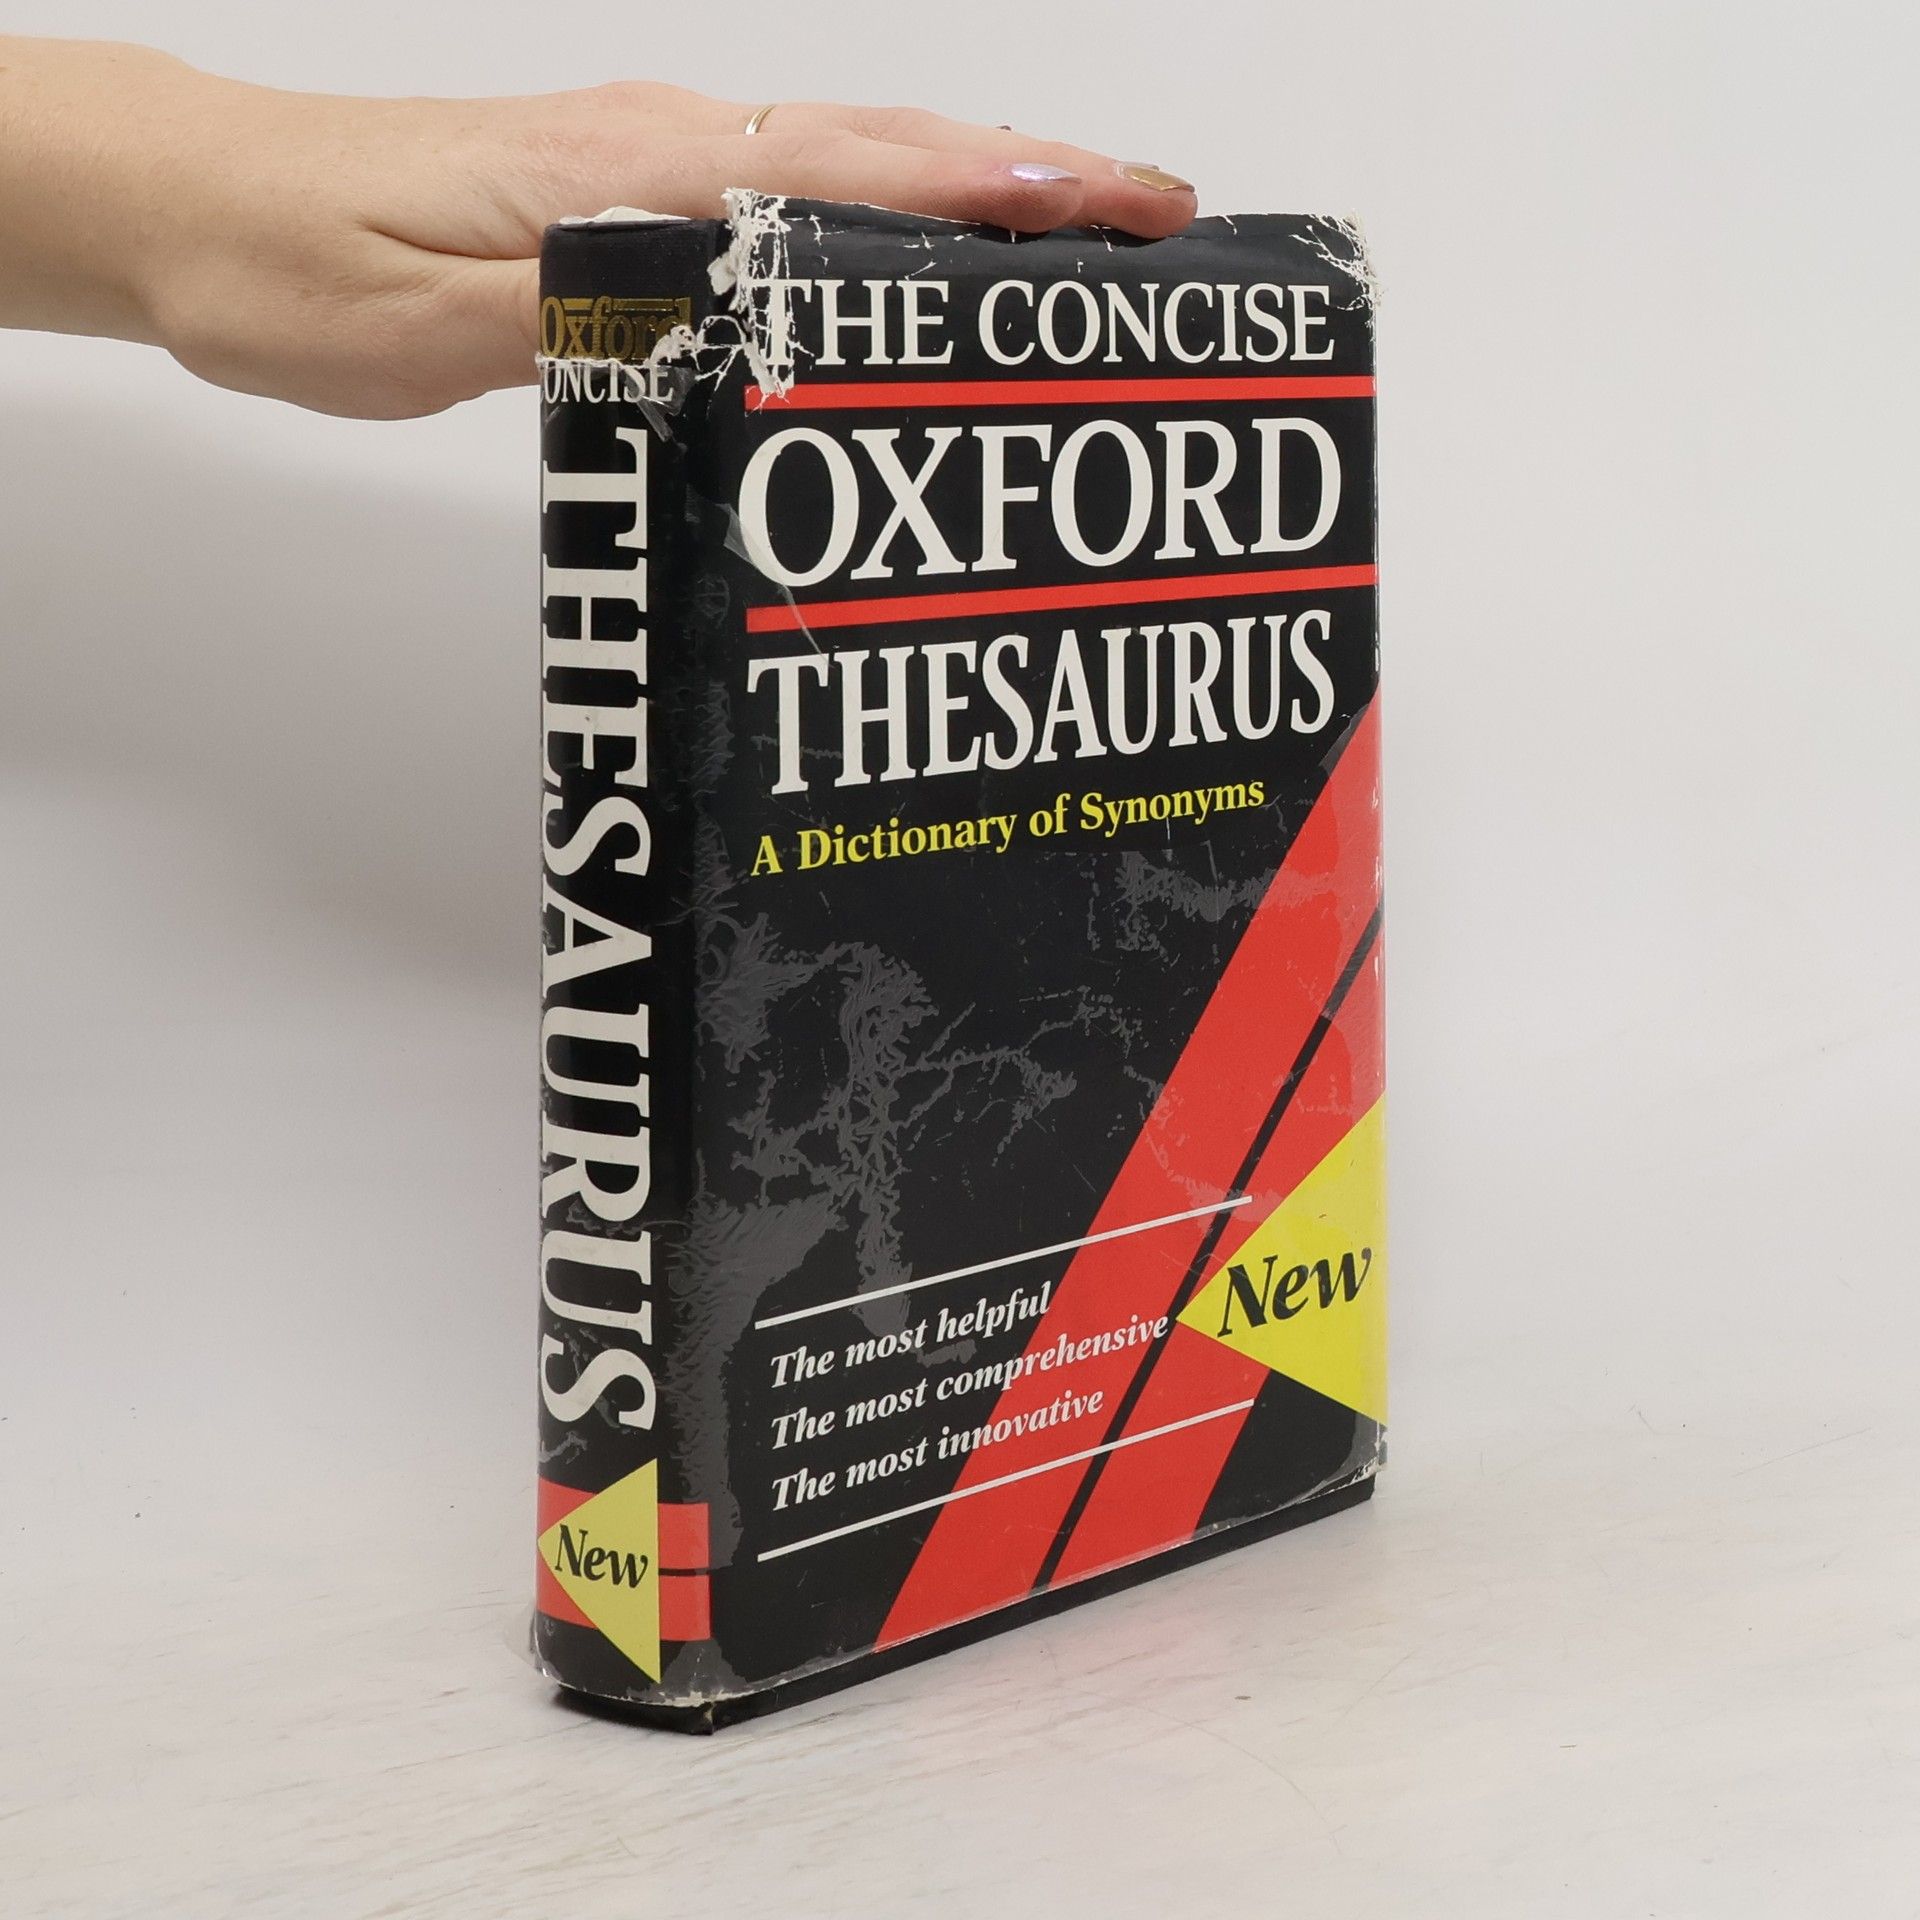 Oxford
ONCISE
THESAURUS
New
THE CONCISE
OXFORD
THESAURUS
A Dictionary of Synonyms
The most helpful
The most comprehensive
The most innovative
New